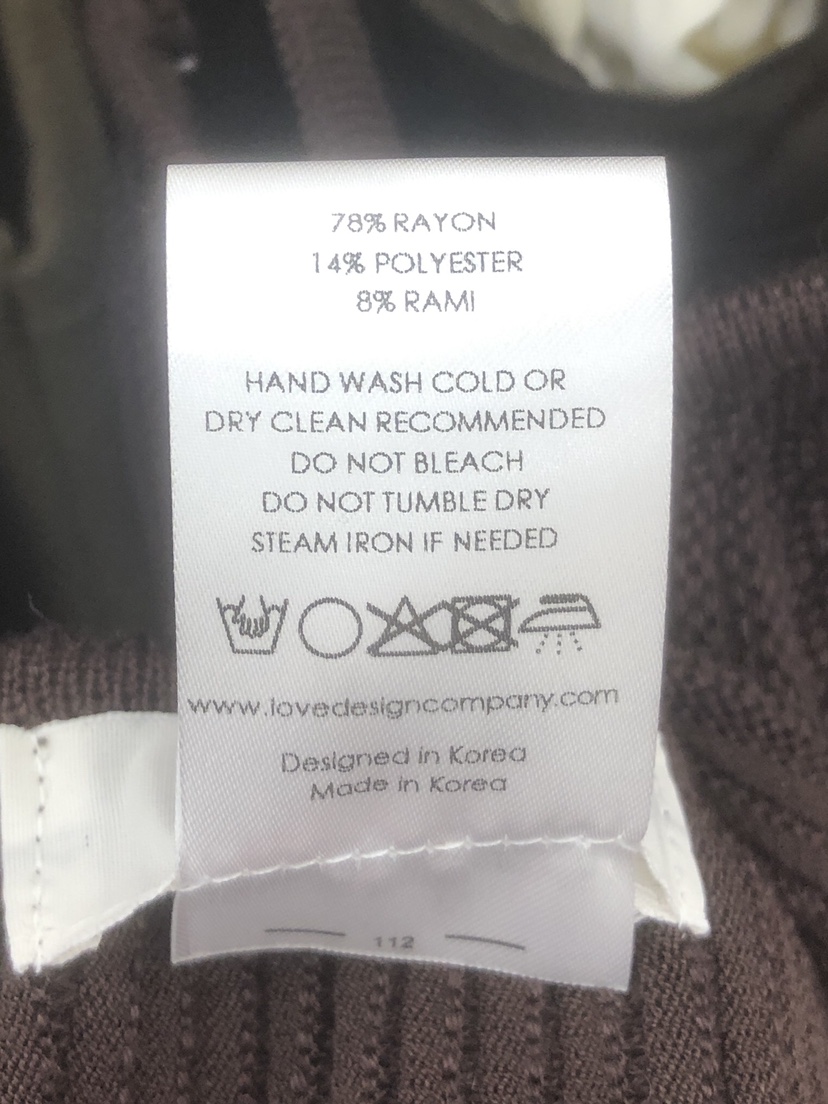 78% RAYON
14% POLYESTER
8% RAMI
HAND WASH COLD OR
DRY CLEAN RECOMMENDED
DO NOT BLEACH
DO NOT TUMBLE DRY
STEAM IRON IF NEEDED
www.lovedesigncompany.com
Designed in Korea
Made in Korea
112